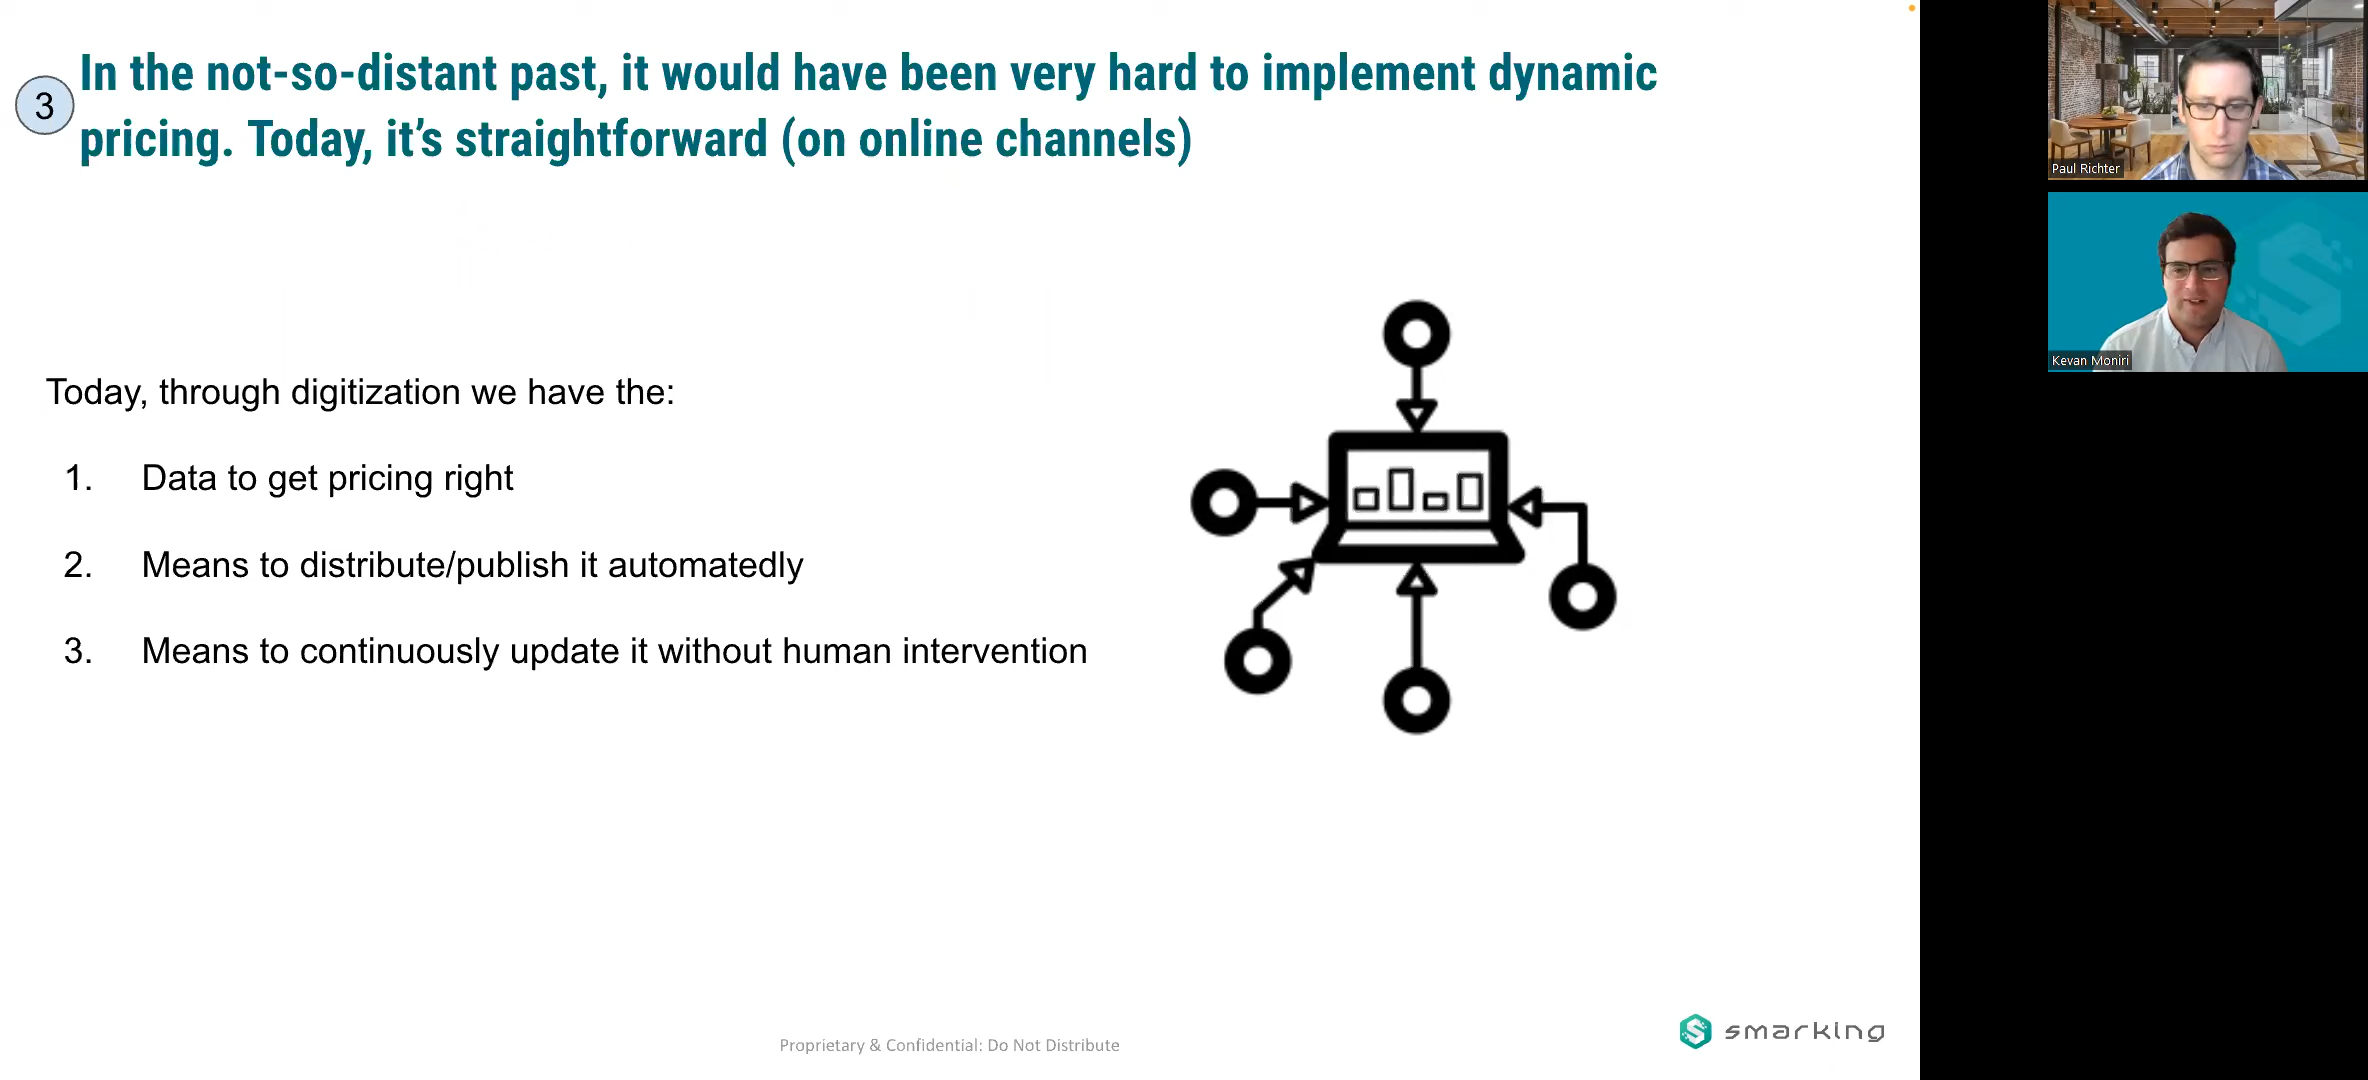 In the not-so-distant past, it would have been very hard to implement dynamic
3
pricing. Today, it’s straightforward (on online channels)
Today, through digitization we have the:
1. Data to get pricing right
2. Means to distribute/publish it automatedly
3. Means to continuously update it without human intervention
Proprietary & Confidential: Do Not Distribute
smarking
Paul Richter
Kevan Moniri